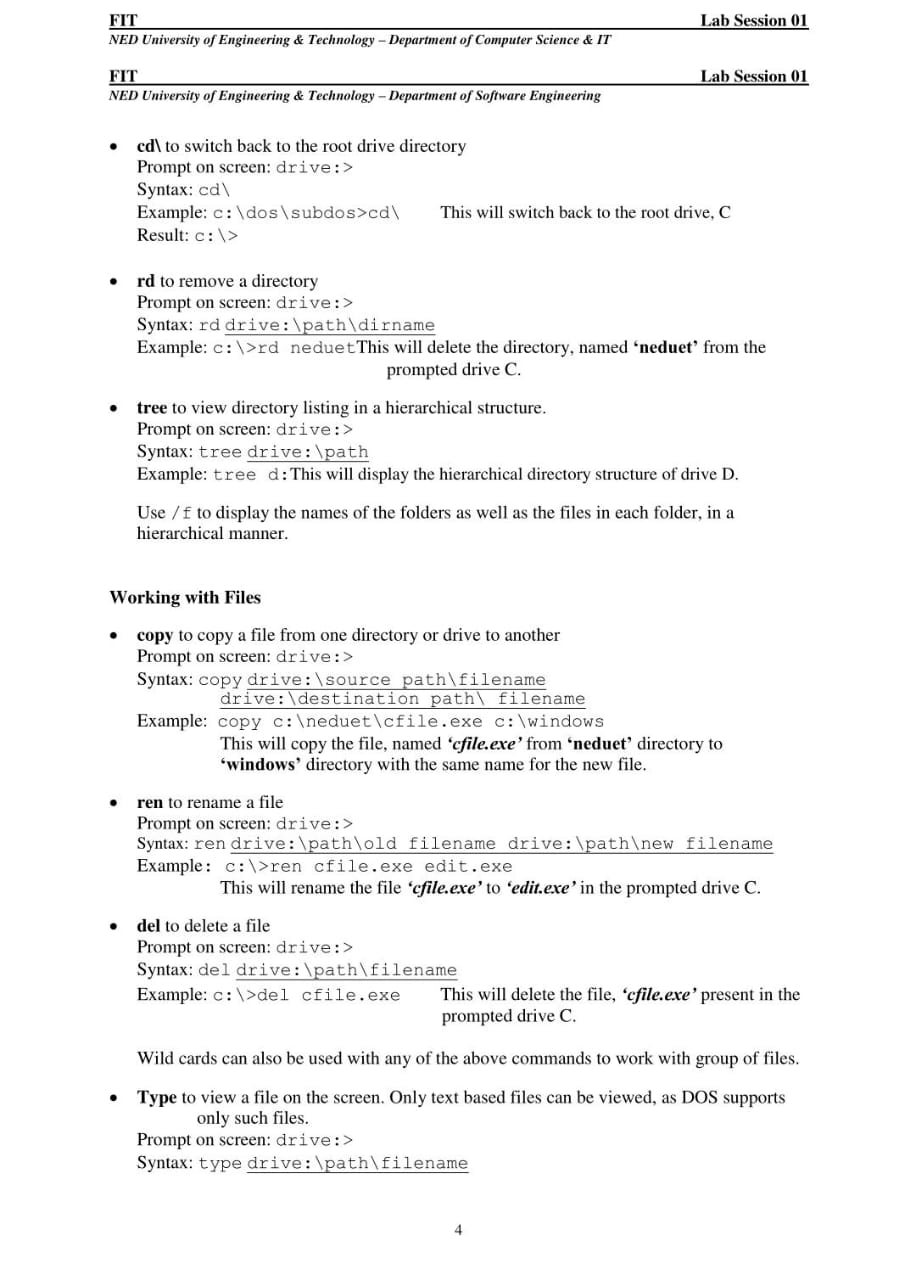 FIT Lab Session 01
NED University of Engineering & Technology – Department of Computer Science & IT
FIT Lab Session 01
NED University of Engineering & Technology – Department of Software Engineering
• cd\ to switch back to the root drive directory
Prompt on screen: drive:>
Syntax: cd\
Example: c:\dos\subdos>cd\ This will switch back to the root drive, C
Result: c:\>
• rd to remove a directory
Prompt on screen: drive:>
Syntax: rd drive:\path\dirname
Example: c:\>rd neduetThis will delete the directory, named ‘neduet’ from the
prompted drive C.
• tree to view directory listing in a hierarchical structure.
Prompt on screen: drive:>
Syntax: tree drive:\path
Example: tree d:This will display the hierarchical directory structure of drive D.
Use /f to display the names of the folders as well as the files in each folder, in a
hierarchical manner.
Working with Files
• copy to copy a file from one directory or drive to another
Prompt on screen: drive:>
Syntax: copy drive:\source path\filename
drive:\destination path\ filename
Example: copy c:\neduet\cfile.exe c:\windows
This will copy the file, named ‘cfile.exe’ from ‘neduet’ directory to
‘windows’ directory with the same name for the new file.
• ren to rename a file
Prompt on screen: drive:>
Syntax: ren drive:\path\old filename drive:\path\new filename
Example: c:\>ren cfile.exe edit.exe
This will rename the file ‘cfile.exe’ to ‘edit.exe’ in the prompted drive C.
• del to delete a file
Prompt on screen: drive:>
Syntax: del drive:\path\filename
Example: c:\>del cfile.exe This will delete the file, ‘cfile.exe’ present in the
prompted drive C.
Wild cards can also be used with any of the above commands to work with group of files.
• Type to view a file on the screen. Only text based files can be viewed, as DOS supports
only such files.
Prompt on screen: drive:>
Syntax: type drive:\path\filename
4